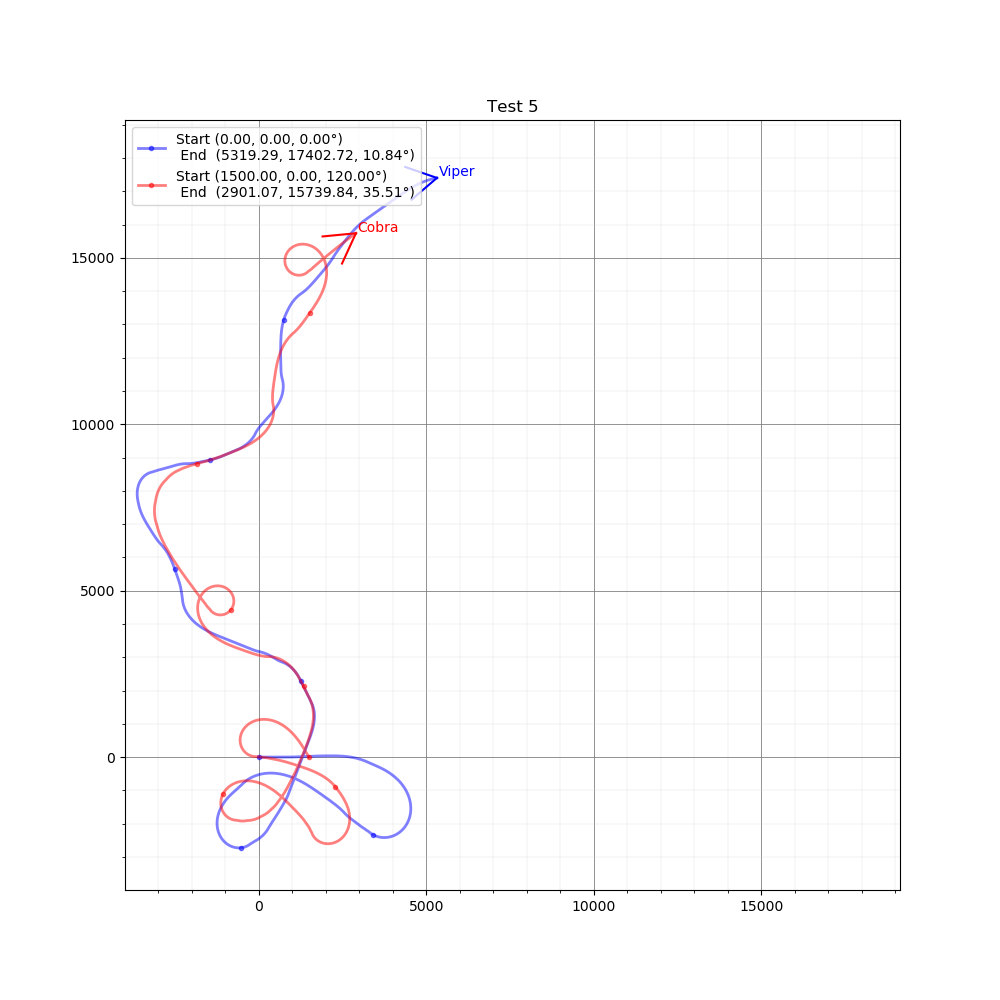 Test 5
Start (0.00, 0.00, 0.00°)
End  (5319.29, 17402.72, 10.84°)
Start (1500.00, 0.00, 120.00°)
End  (2901.07, 15739.84, 35.51°)
Viper
Cobra
15000
10000
5000
0
0
5000
10000
15000